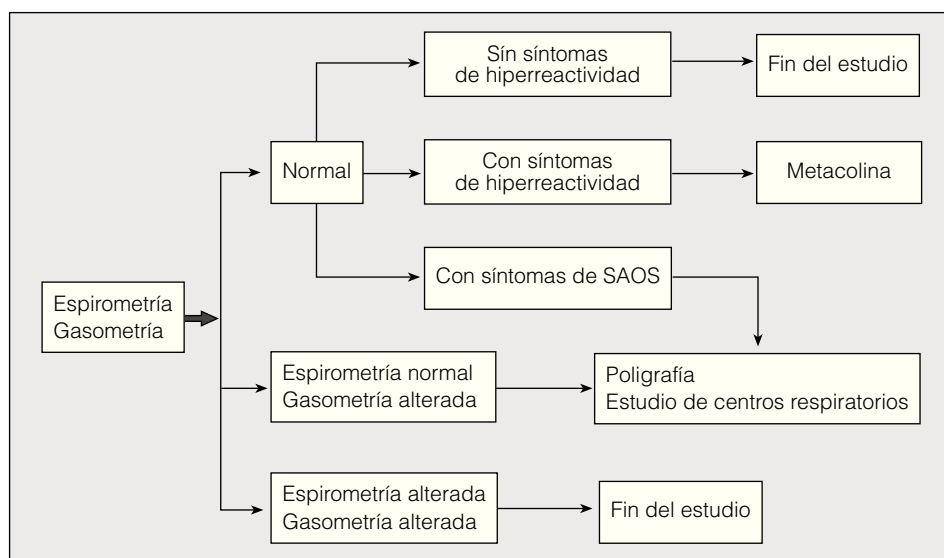 Sín síntomas
de hiperreactividad
Fin del estudio
Normal
Con síntomas
de hiperreactividad
Metacolina
Con síntomas de SAOS
Espirometría
Gasometría
Espirometría normal
Gasometría alterada
Poligrafía
Estudio de centros respiratorios
Espirometría alterada
Gasometría alterada
Fin del estudio